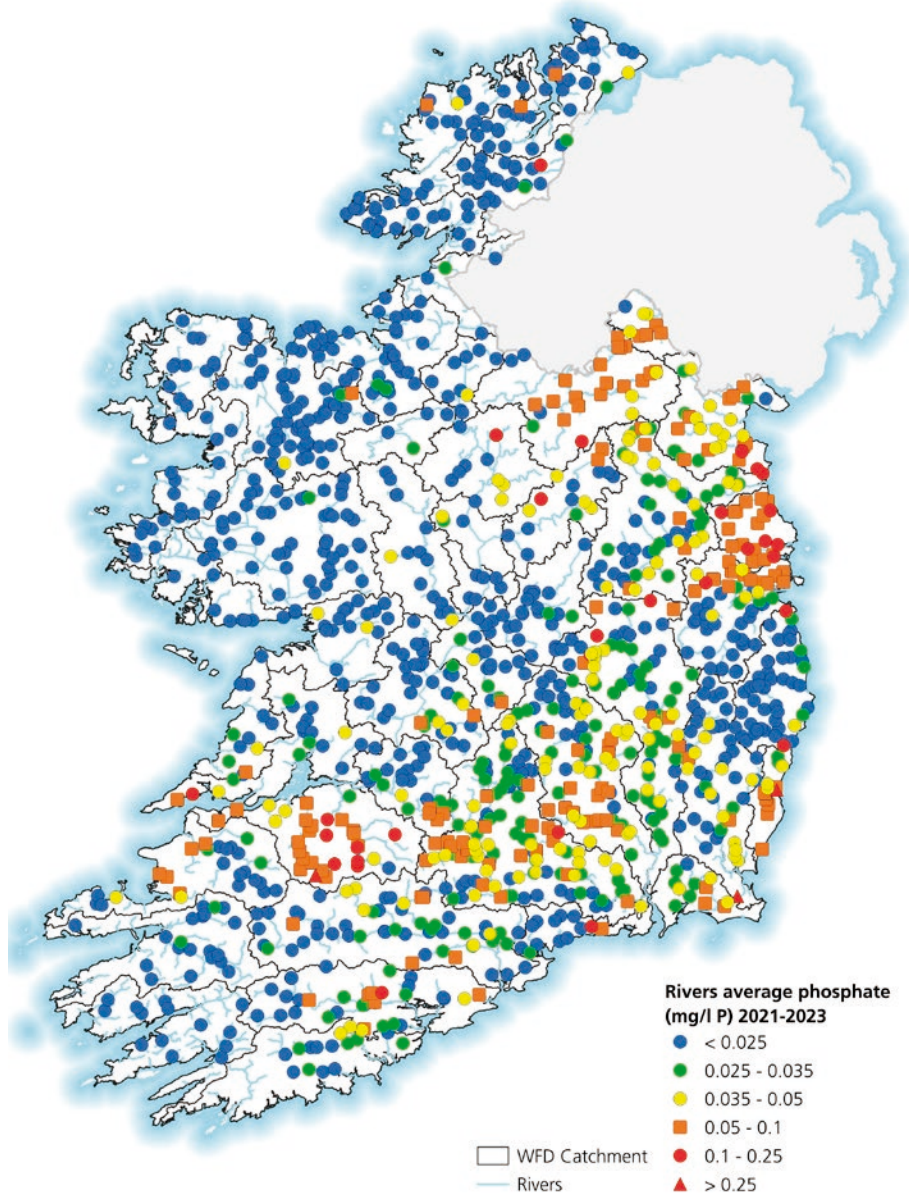 Rivers average phosphate
(mg/l P) 2021-2023
< 0.025
0.025 - 0.035
0.035 - 0.05
0.05 - 0.1
0.1 - 0.25
> 0.25
WFD Catchment
Rivers